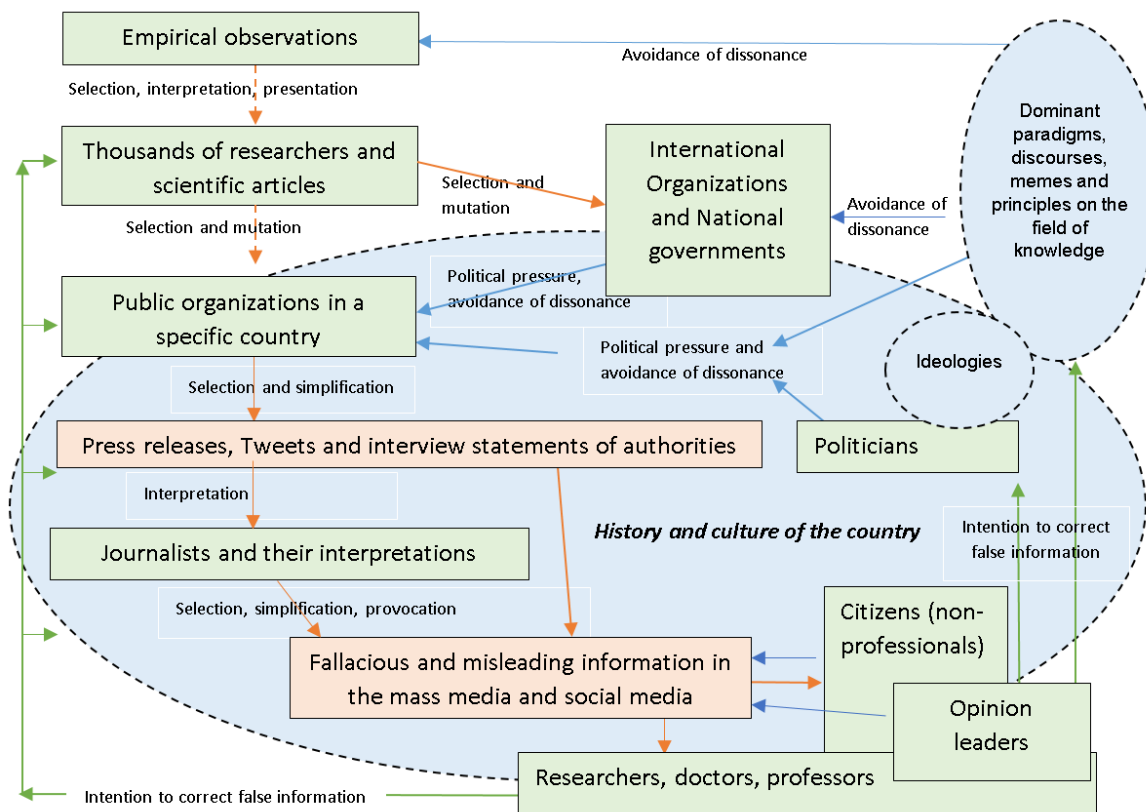 Empirical observations
Avoidance of dissonance
Selection, interpretation, presentation
Dominant
paradigms,
discourses,
memes and
principles on the
field of
knowledge
Thousands of researchers and
scientific articles
International
Organizations
and National
governments
Selection and
mutation
Avoidance of
dissonance
Selection and mutation
Public organizations in a
specific country
Political pressure,
avoidance of dissonance
Political pressure and
avoidance of dissonance
Ideologies
Selection and simplification
Press releases, Tweets and interview statements of authorities
Politicians
Interpretation
History and culture of the country
Intention to correct
false information
Journalists and their interpretations
Selection, simplification, provocation
Citizens (non-
professionals)
Fallacious and misleading information in
the mass media and social media
Opinion
leaders
Researchers, doctors, professors
Intention to correct false information